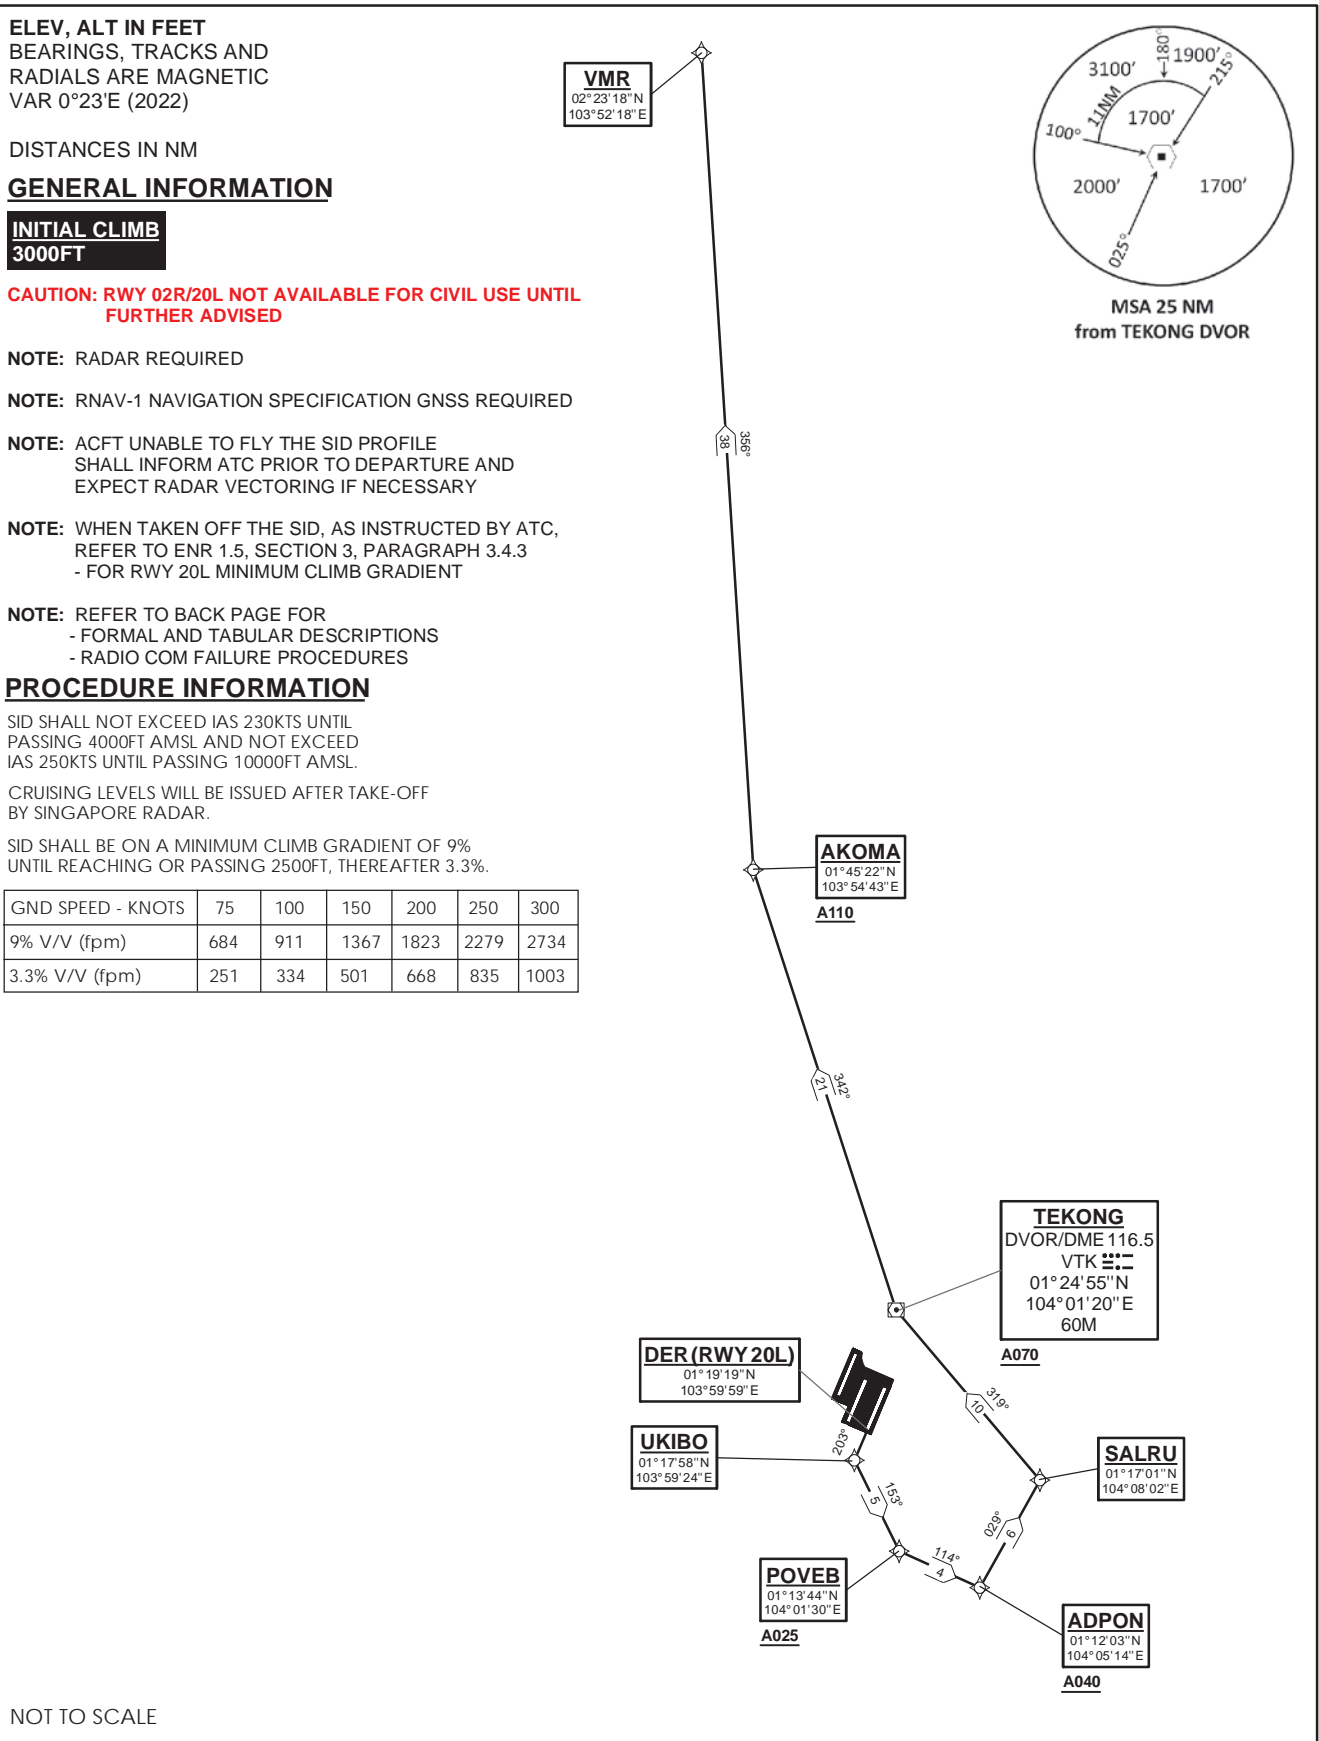 ELEV, ALT IN FEET
BEARINGS, TRACKS AND
RADIALS ARE MAGNETIC
VAR 0°23'E (2022)
DISTANCES IN NM
GENERAL INFORMATION
INITIAL CLIMB
3000FT
CAUTION: RWY 02R/20L NOT AVAILABLE FOR CIVIL USE UNTIL
FURTHER ADVISED
NOTE: RADAR REQUIRED
NOTE: RNAV-1 NAVIGATION SPECIFICATION GNSS REQUIRED
NOTE: ACFT UNABLE TO FLY THE SID PROFILE
SHALL INFORM ATC PRIOR TO DEPARTURE AND
EXPECT RADAR VECTORING IF NECESSARY
NOTE: WHEN TAKEN OFF THE SID, AS INSTRUCTED BY ATC,
REFER TO ENR 1.5, SECTION 3, PARAGRAPH 3.4.3
- FOR RWY 20L MINIMUM CLIMB GRADIENT
NOTE: REFER TO BACK PAGE FOR
- FORMAL AND TABULAR DESCRIPTIONS
- RADIO COM FAILURE PROCEDURES
PROCEDURE INFORMATION
SID SHALL NOT EXCEED IAS 230KTS UNTIL
PASSING 4000FT AMSL AND NOT EXCEED
IAS 250KTS UNTIL PASSING 10000FT AMSL.
CRUISING LEVELS WILL BE ISSUED AFTER TAKE-OFF
BY SINGAPORE RADAR.
SID SHALL BE ON A MINIMUM CLIMB GRADIENT OF 9%
UNTIL REACHING OR PASSING 2500FT, THEREAFTER 3.3%.
GND SPEED - KNOTS 75 100 150 200 250 300
9% V/V (fpm) 684 911 1367 1823 2279 2734
3.3% V/V (fpm) 251 334 501 668 835 1003
VMR
02°23'18"N
103°52'18"E
3100'
180°
1900'
215°
11NM
1700'
100°
2000'
1700'
025°
MSA 25 NM
from TEKONG DVOR
38
356°
AKOMA
01°45'22"N
103°54'43"E
A110
21
342°
TEKONG
DVOR/DME 116.5
VTK
01°24'55"N
104°01'20"E
60M
A070
DER (RWY 20L)
01°19'19"N
103°59'59"E
10
319°
203°
UKIBO
01°17'58"N
103°59'24"E
SALRU
01°17'01"N
104°08'02"E
5
153°
029°
6
114°
4
POVEB
01°13'44"N
104°01'30"E
A025
ADPON
01°12'03"N
104°05'14"E
A040
NOT TO SCALE